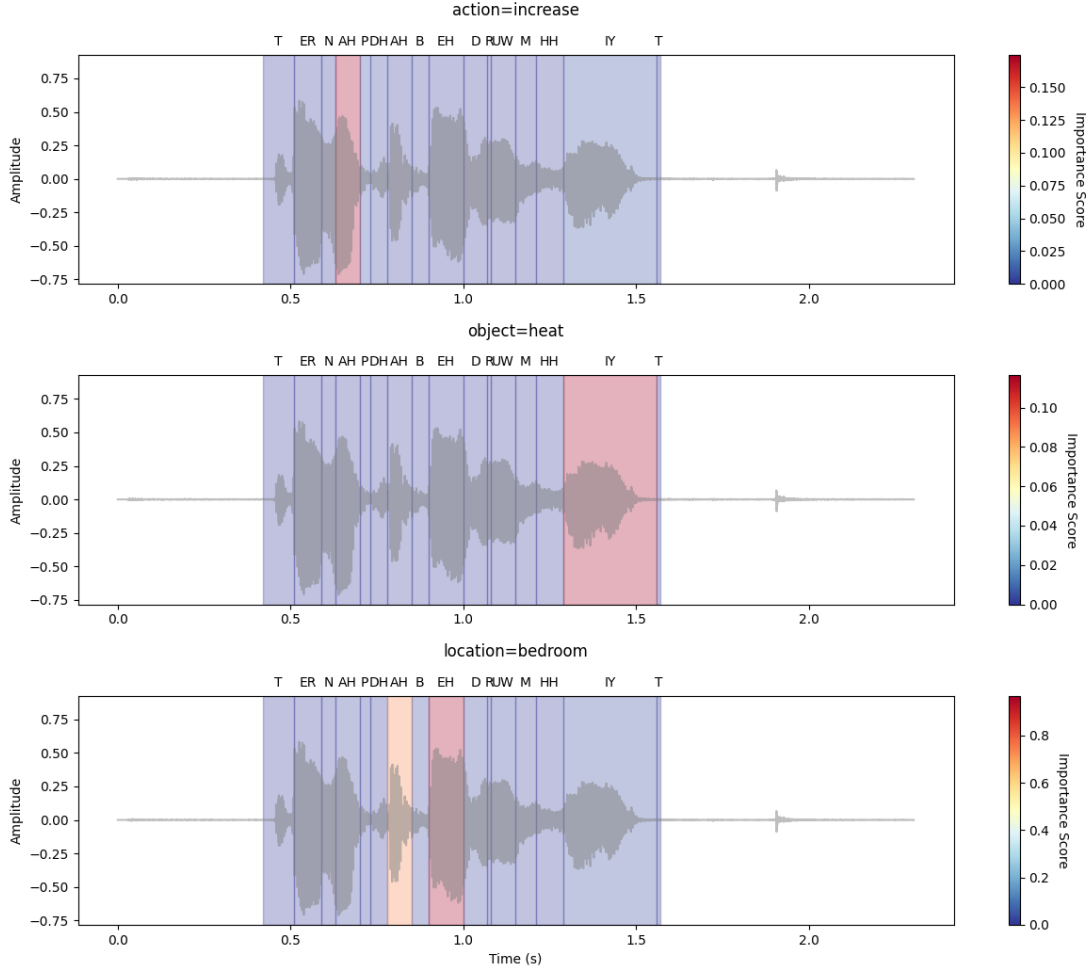 action=increase
T ER N AH P DH AH B EH D R UW M HH IY T
0.75
0.50
0.25
0.00
−0.25
−0.50
−0.75
Amplitude
0.0 0.5 1.0 1.5 2.0
0.150
0.125
0.100
0.075
0.050
0.025
0.000
Importance Score
object=heat
T ER N AH P DH AH B EH D R UW M HH IY T
0.75
0.50
0.25
0.00
−0.25
−0.50
−0.75
Amplitude
0.0 0.5 1.0 1.5 2.0
0.10
0.08
0.06
0.04
0.02
0.00
Importance Score
location=bedroom
T ER N AH P DH AH B EH D R UW M HH IY T
0.75
0.50
0.25
0.00
−0.25
−0.50
−0.75
Amplitude
0.0 0.5 1.0 1.5 2.0
Time (s)
0.8
0.6
0.4
0.2
0.0
Importance Score